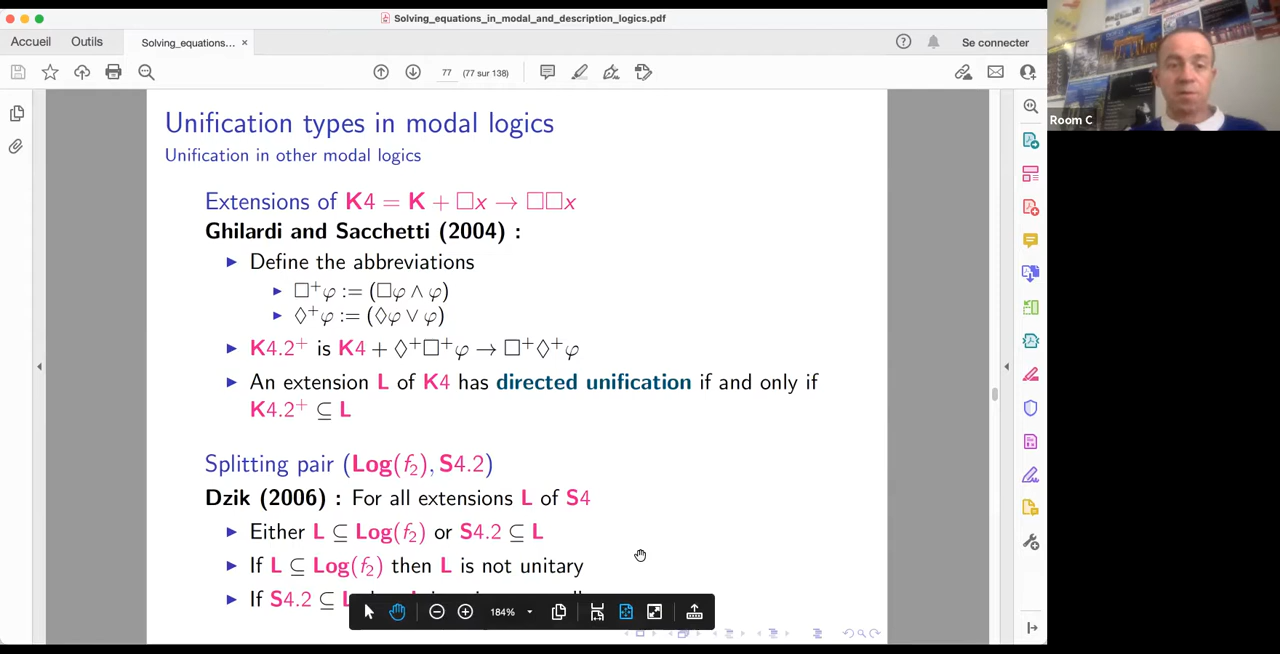 Solving_equations_in_modal_and_description_logics.pdf
Accueil Outils Solving_equations... × Se connecter
77 (77 sur 138)
Unification types in modal logics
Unification in other modal logics
Extensions of K4 = K + □x → □□x
Ghilardi and Sacchetti (2004) :
▶ Define the abbreviations
▶ □⁺φ := (□φ ∧ φ)
▶ ◊⁺φ := (◊φ ∨ φ)
▶ K4.2⁺ is K4 + ◊⁺□⁺φ → □⁺◊⁺φ
▶ An extension L of K4 has directed unification if and only if
K4.2⁺ ⊆ L
Splitting pair (Log(f₂), S4.2)
Dzik (2006) : For all extensions L of S4
▶ Either L ⊆ Log(f₂) or S4.2 ⊆ L
▶ If L ⊆ Log(f₂) then L is not unitary
▶ If S4.2 ⊆ L
184%
Room C